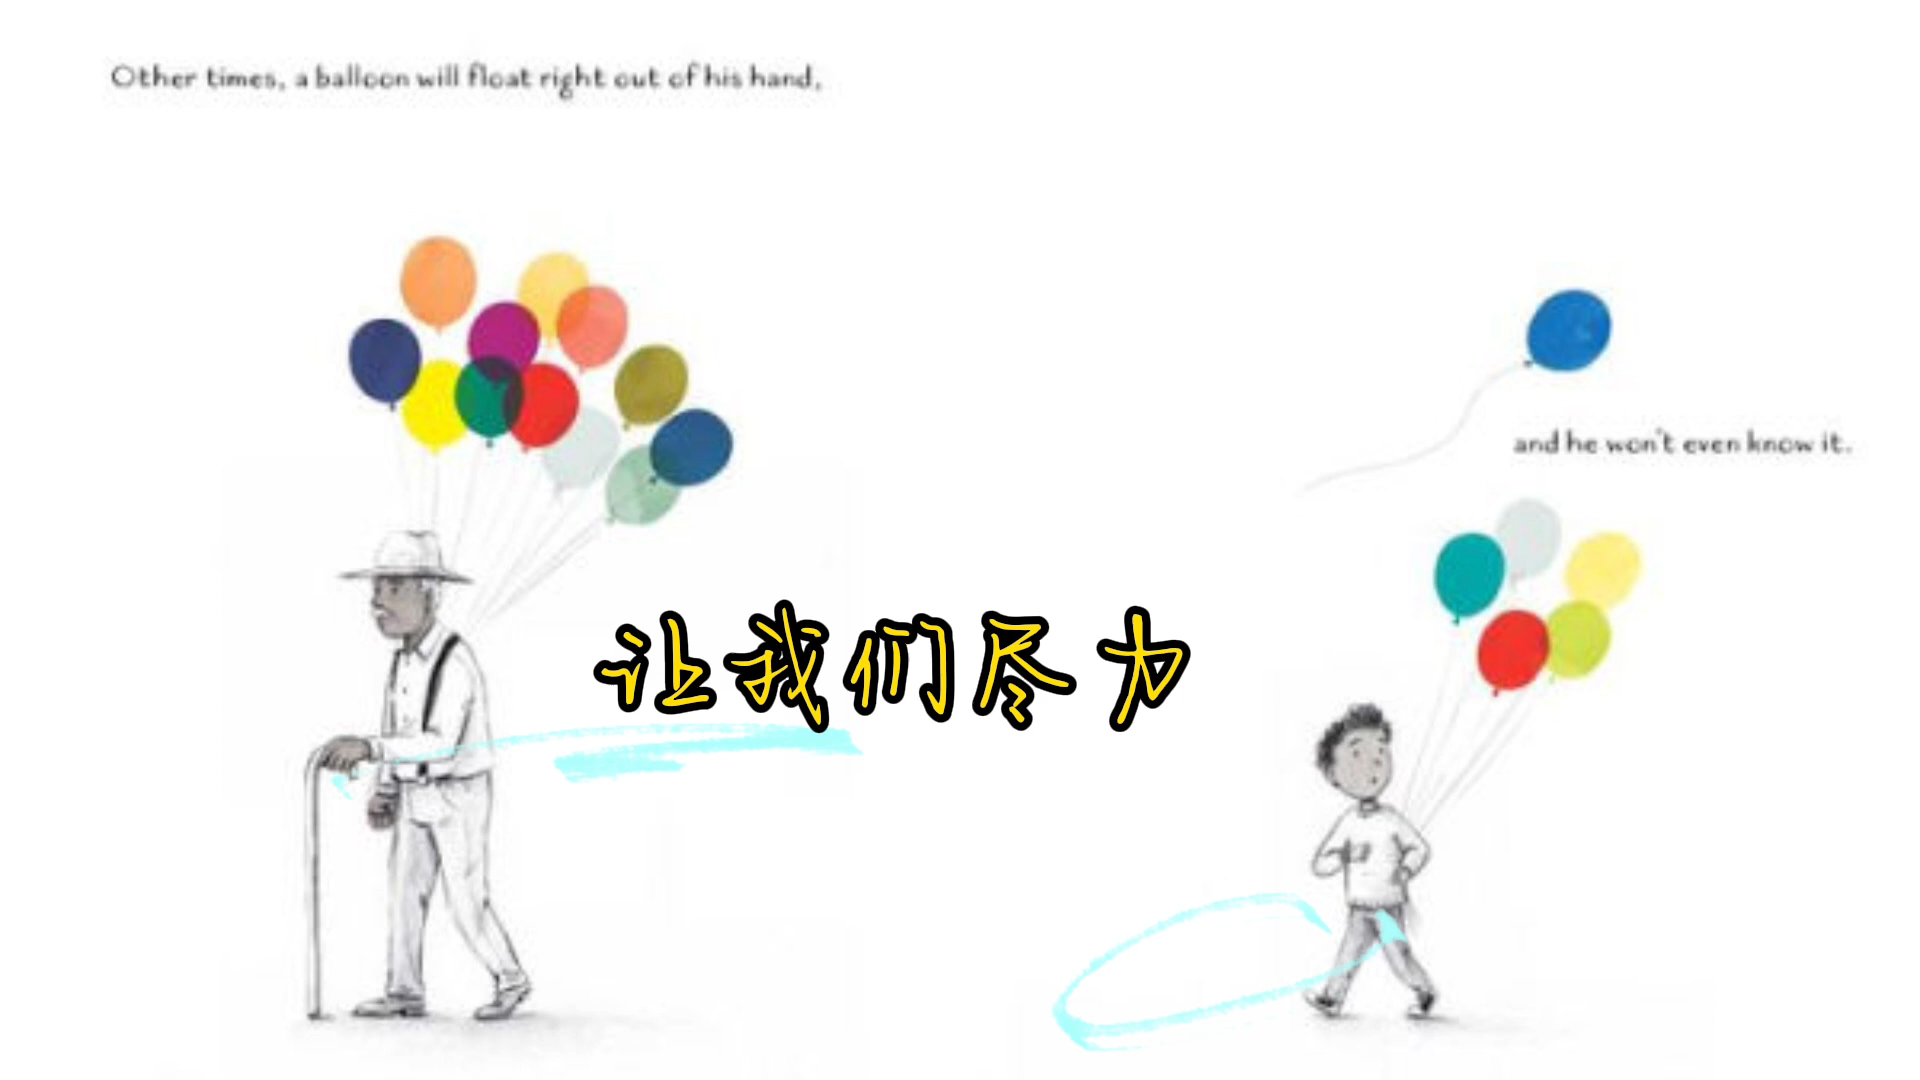 Other times, a balloon will float right out of his hand,
and he won't even know it.
让我们尽力